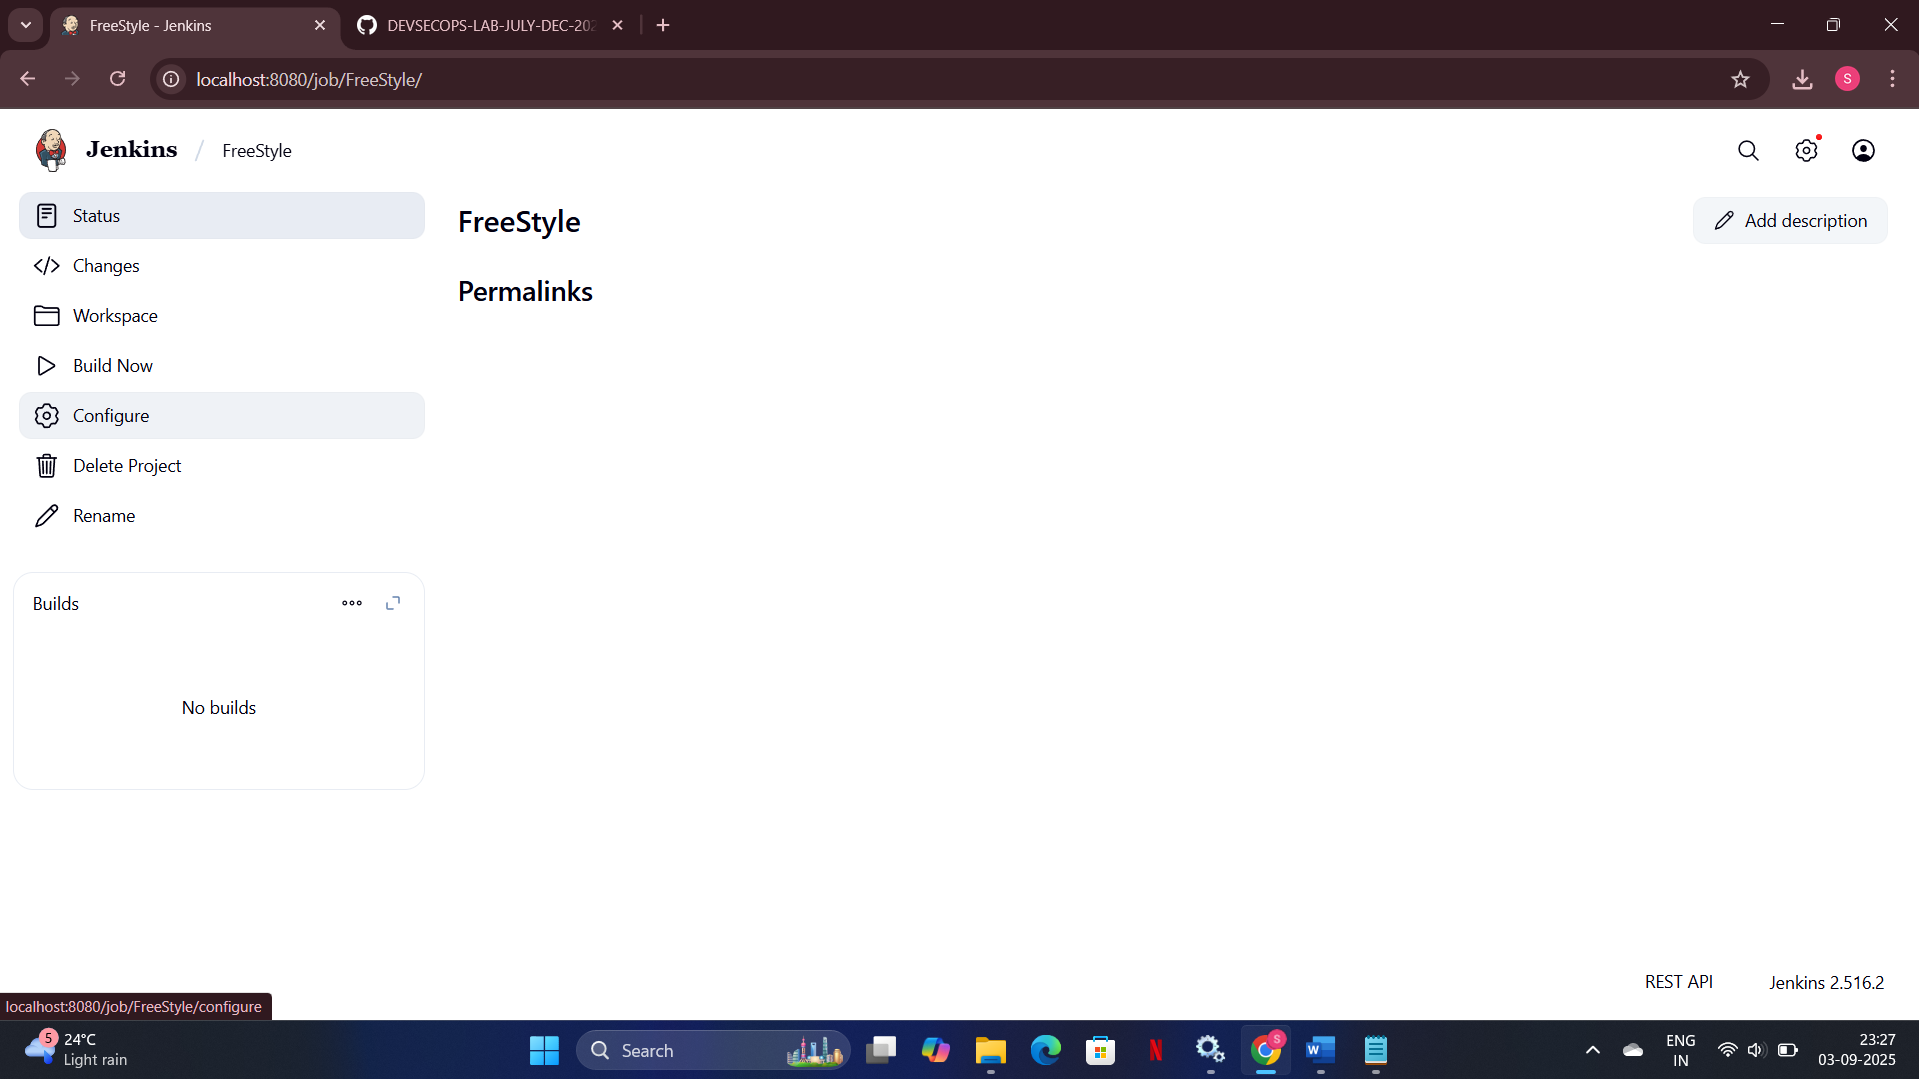 FreeStyle - Jenkins
DEVSECOPS-LAB-JULY-DEC-202
localhost:8080/job/FreeStyle/
S
Jenkins / FreeStyle
Status
Changes
Workspace
Build Now
Configure
Delete Project
Rename
FreeStyle
Add description
Permalinks
Builds
No builds
REST API
Jenkins 2.516.2
localhost:8080/job/FreeStyle/configure
5
24°C
Light rain
Search
N
S
W
ENG
IN
23:27
03-09-2025